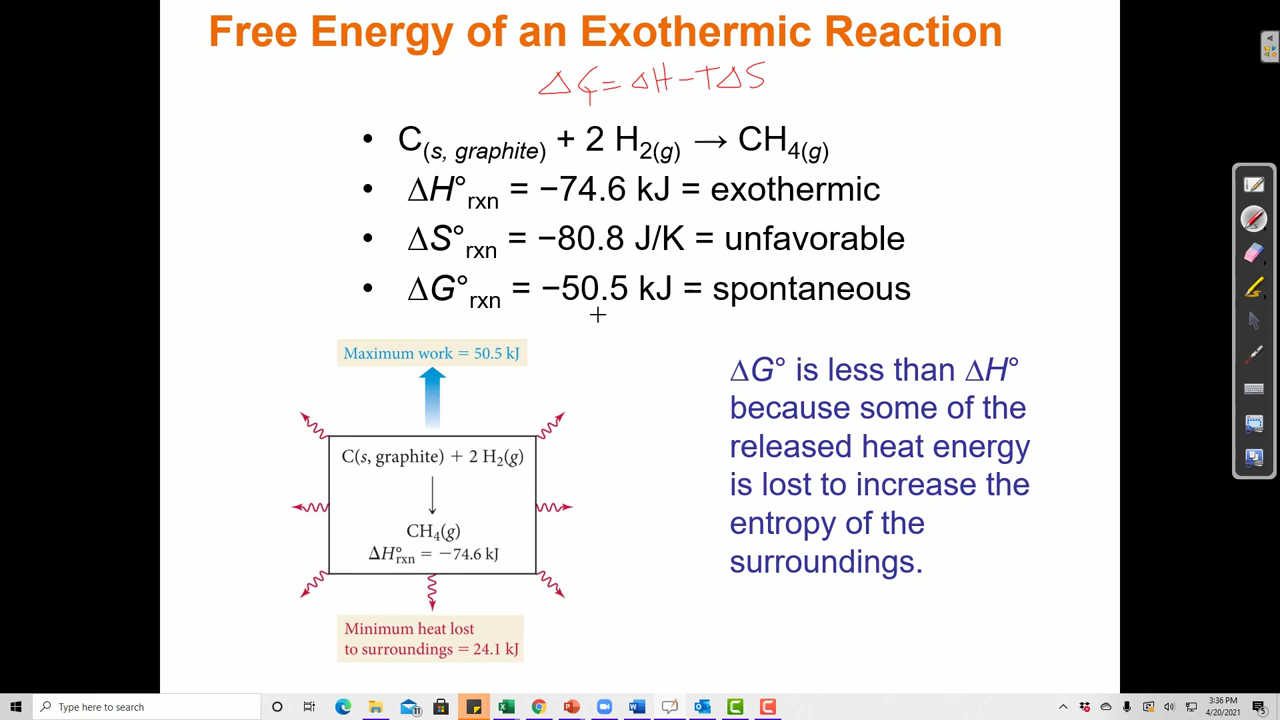 Free Energy of an Exothermic Reaction
ΔG = ΔH - TΔS
• C(s, graphite) + 2 H2(g) → CH4(g)
• ΔH°rxn = −74.6 kJ = exothermic
• ΔS°rxn = −80.8 J/K = unfavorable
• ΔG°rxn = −50.5 kJ = spontaneous
Maximum work = 50.5 kJ
C(s, graphite) + 2 H2(g)
CH4(g)
ΔH°rxn = −74.6 kJ
Minimum heat lost
to surroundings = 24.1 kJ
ΔG° is less than ΔH°
because some of the
released heat energy
is lost to increase the
entropy of the
surroundings.
Type here to search
11
3:36 PM
4/20/2021
5